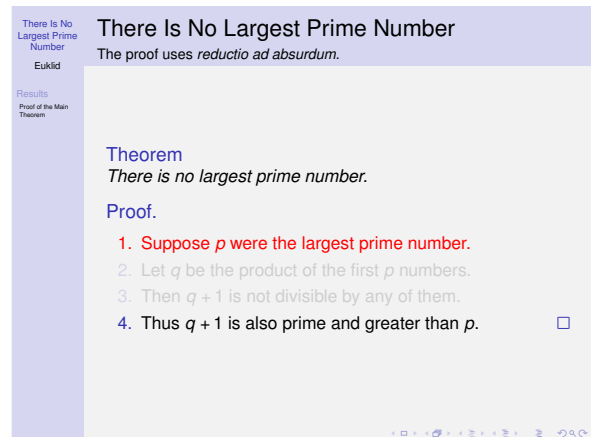 There Is No
Largest Prime
Number
Euklid
Results
Proof of the Main
Theorem
There Is No Largest Prime Number
The proof uses reductio ad absurdum.
Theorem
There is no largest prime number.
Proof.
1. Suppose p were the largest prime number.
2. Let q be the product of the first p numbers.
3. Then q + 1 is not divisible by any of them.
4. Thus q + 1 is also prime and greater than p. □